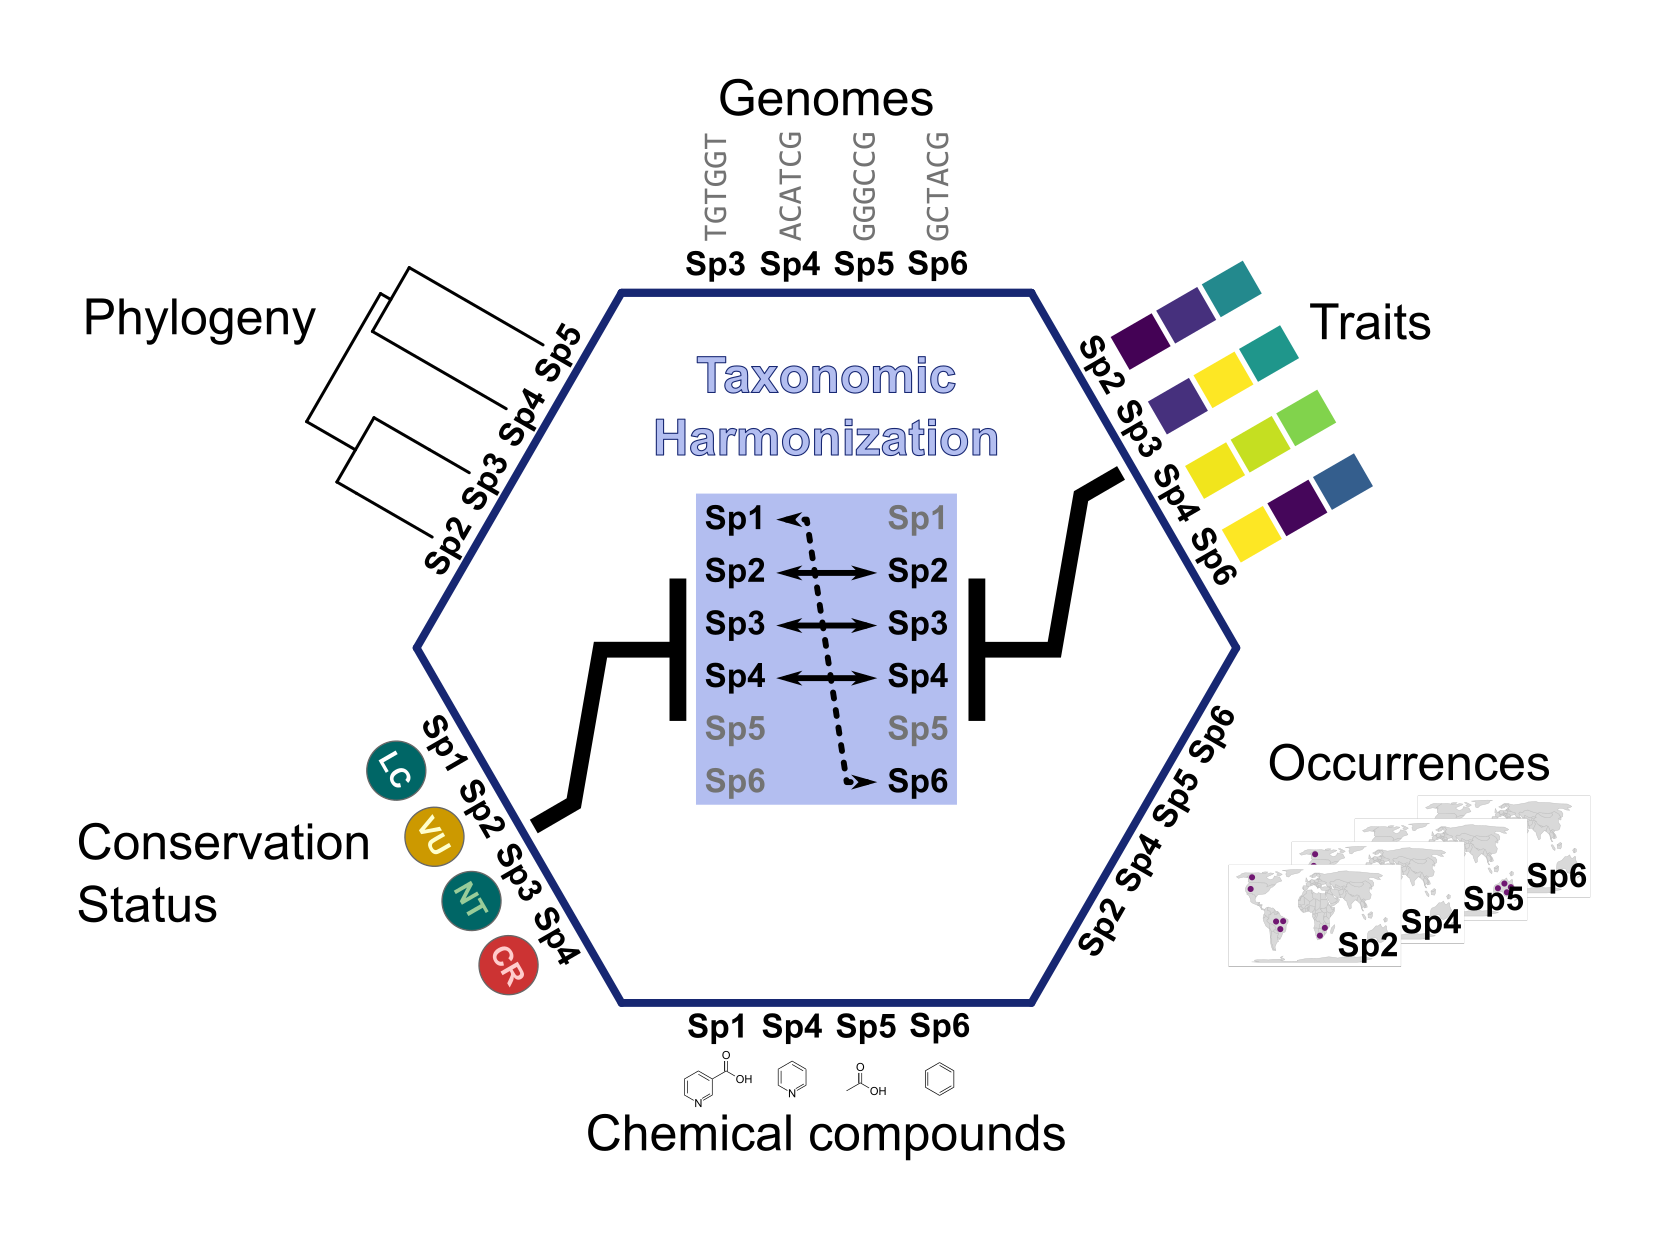 Genomes
TGTGGT ACATCG GGGCCG GCTACG
Sp3 Sp4 Sp5 Sp6
Phylogeny
Sp5
Sp4
Sp3
Sp2
Traits
Sp2
Sp3
Sp4
Sp6
Taxonomic
Harmonization
Sp1 Sp1
Sp2 Sp2
Sp3 Sp3
Sp4 Sp4
Sp5 Sp5
Sp6 Sp6
Conservation
Status
LC
VU
NT
CR
Sp1
Sp2
Sp3
Sp4
Sp6
Sp5
Sp4
Sp2
Occurrences
Sp6
Sp5
Sp4
Sp2
Sp1 Sp4 Sp5 Sp6
O
OH
N
N
O
OH
Chemical compounds